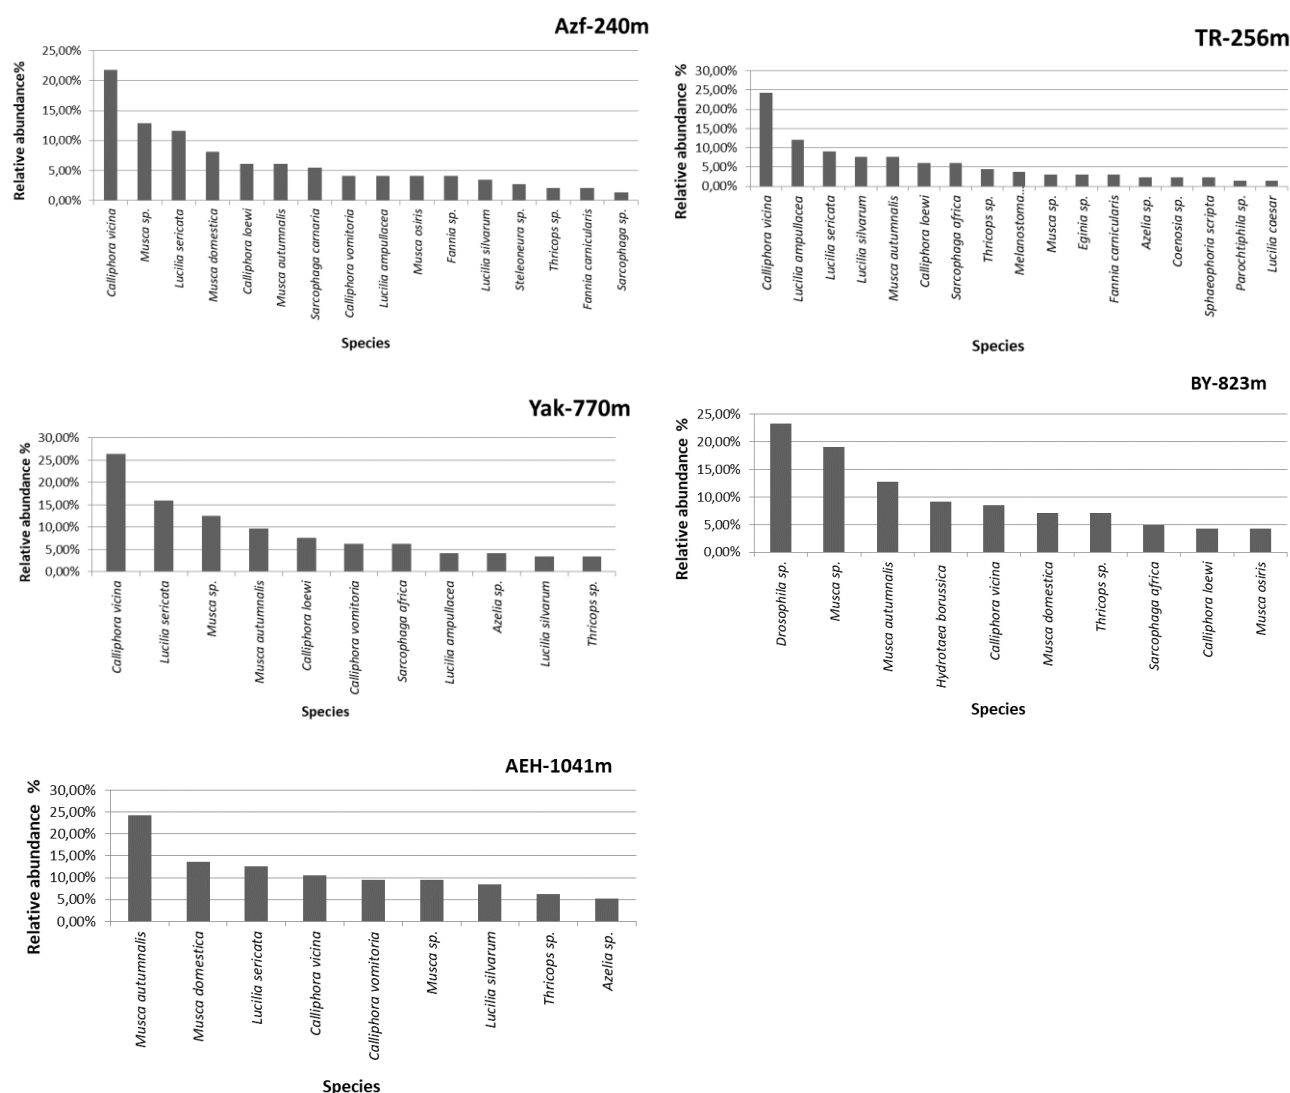 Azf-240m
Relative abundance%
25,00%
20,00%
15,00%
10,00%
5,00%
0,00%
Calliphora vicina
Musca sp.
Lucilia sericata
Musca domestica
Calliphora loewi
Musca autumnalis
Sarcophaga carnaria
Calliphora vomitoria
Lucilia ampullacea
Musca osiris
Fannia sp.
Lucilia silvarum
Steleoneura sp.
Thricops sp.
Fannia carnicularis
Sarcophaga sp.
Species
TR-256m
Relative abundance %
30,00%
25,00%
20,00%
15,00%
10,00%
5,00%
0,00%
Calliphora vicina
Lucilia ampullacea
Lucilia sericata
Lucilia silvarum
Musca autumnalis
Calliphora loewi
Sarcophaga africa
Thricops sp.
Melanostoma...
Musca sp.
Eginia sp.
Fannia carnicularis
Azelia sp.
Coenosia sp.
Sphaeophoria scripta
Parochtiphila sp.
Lucilia caesar
Species
Yak-770m
Relative abundance %
30,00%
25,00%
20,00%
15,00%
10,00%
5,00%
0,00%
Calliphora vicina
Lucilia sericata
Musca sp.
Musca autumnalis
Calliphora loewi
Calliphora vomitoria
Sarcophaga africa
Lucilia ampullacea
Azelia sp.
Lucilia silvarum
Thricops sp.
Species
BY-823m
Relative abundance %
25,00%
20,00%
15,00%
10,00%
5,00%
0,00%
Drosophila sp.
Musca sp.
Musca autumnalis
Hydrotaea borussica
Calliphora vicina
Musca domestica
Thricops sp.
Sarcophaga africa
Calliphora loewi
Musca osiris
Species
AEH-1041m
Relative abundance %
30,00%
25,00%
20,00%
15,00%
10,00%
5,00%
0,00%
Musca autumnalis
Musca domestica
Lucilia sericata
Calliphora vicina
Calliphora vomitoria
Musca sp.
Lucilia silvarum
Thricops sp.
Azelia sp.
Species